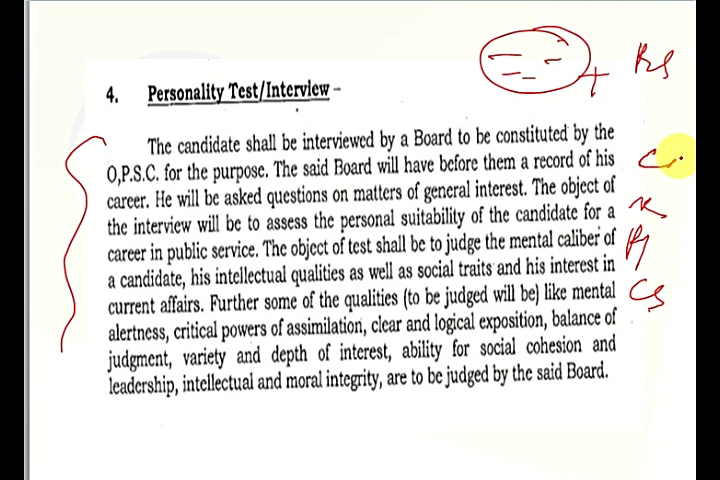 4. Personality Test/Interview –
The candidate shall be interviewed by a Board to be constituted by the
O,P.S.C. for the purpose. The said Board will have before them a record of his
career. He will be asked questions on matters of general interest. The object of
the interview will be to assess the personal suitability of the candidate for a
career in public service. The object of test shall be to judge the mental caliber of
a candidate, his intellectual qualities as well as social traits and his interest in
current affairs. Further some of the qualities (to be judged will be) like mental
alertness, critical powers of assimilation, clear and logical exposition, balance of
judgment, variety and depth of interest, ability for social cohesion and
leadership, intellectual and moral integrity, are to be judged by the said Board.